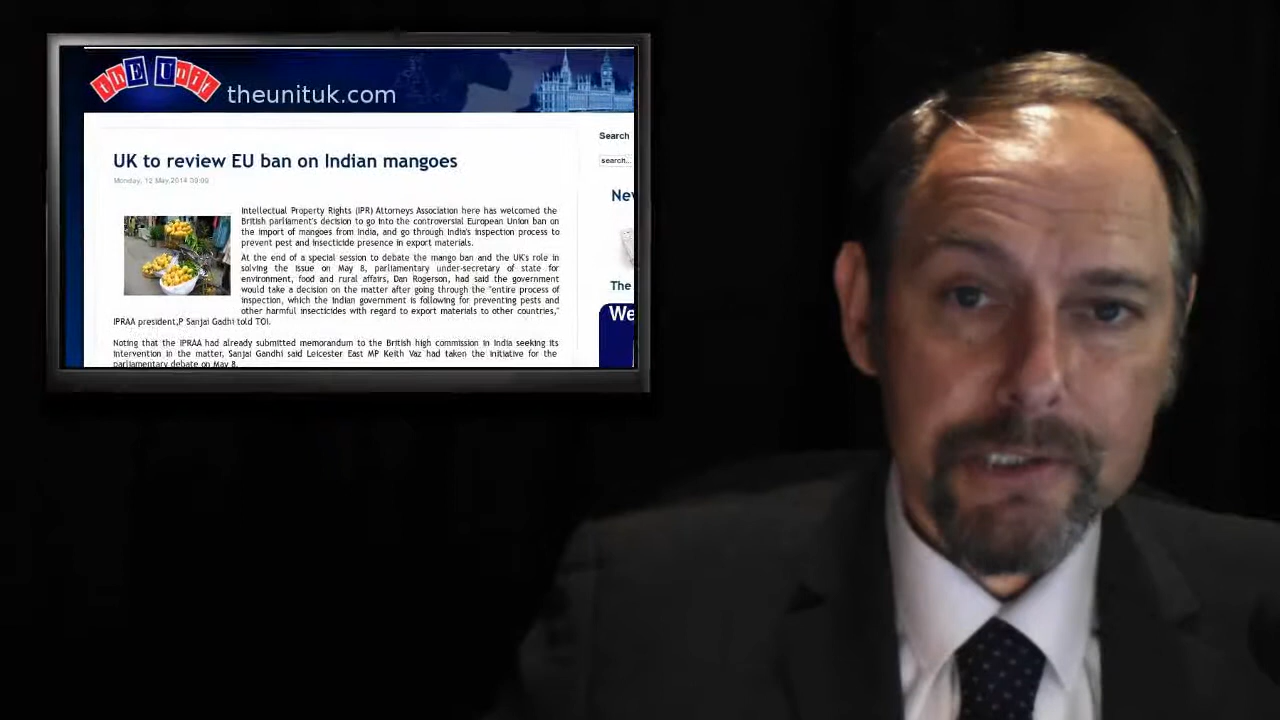 thE Unit
theunituk.com
Search
search...
UK to review EU ban on Indian mangoes
Monday, 12 May 2014 00:00
Intellectual Property Rights (IPR) Attorneys Association here has welcomed the
British parliament's decision to go into the controversial European Union ban on
the import of mangoes from India, and go through India's inspection process to
prevent pest and insecticide presence in export materials.
At the end of a special session to debate the mango ban and the UK's role in
solving the issue on May 8, parliamentary under-secretary of state for
environment, food and rural affairs, Dan Rogerson, had said the government
would take a decision on the matter after going through the "entire process of
inspection, which the Indian government is following for preventing pests and
other harmful insecticides with regard to export materials to other countries,"
IPRAA president,P Sanjai Gadhi told TOI.
Noting that the IPRAA had already submitted memorandum to the British high commission in India seeking its
intervention in the matter, Sanjai Gandhi said Leicester East MP Keith Vaz had taken the initiative for the
parliamentary debate on May 8.
Nev
The
We